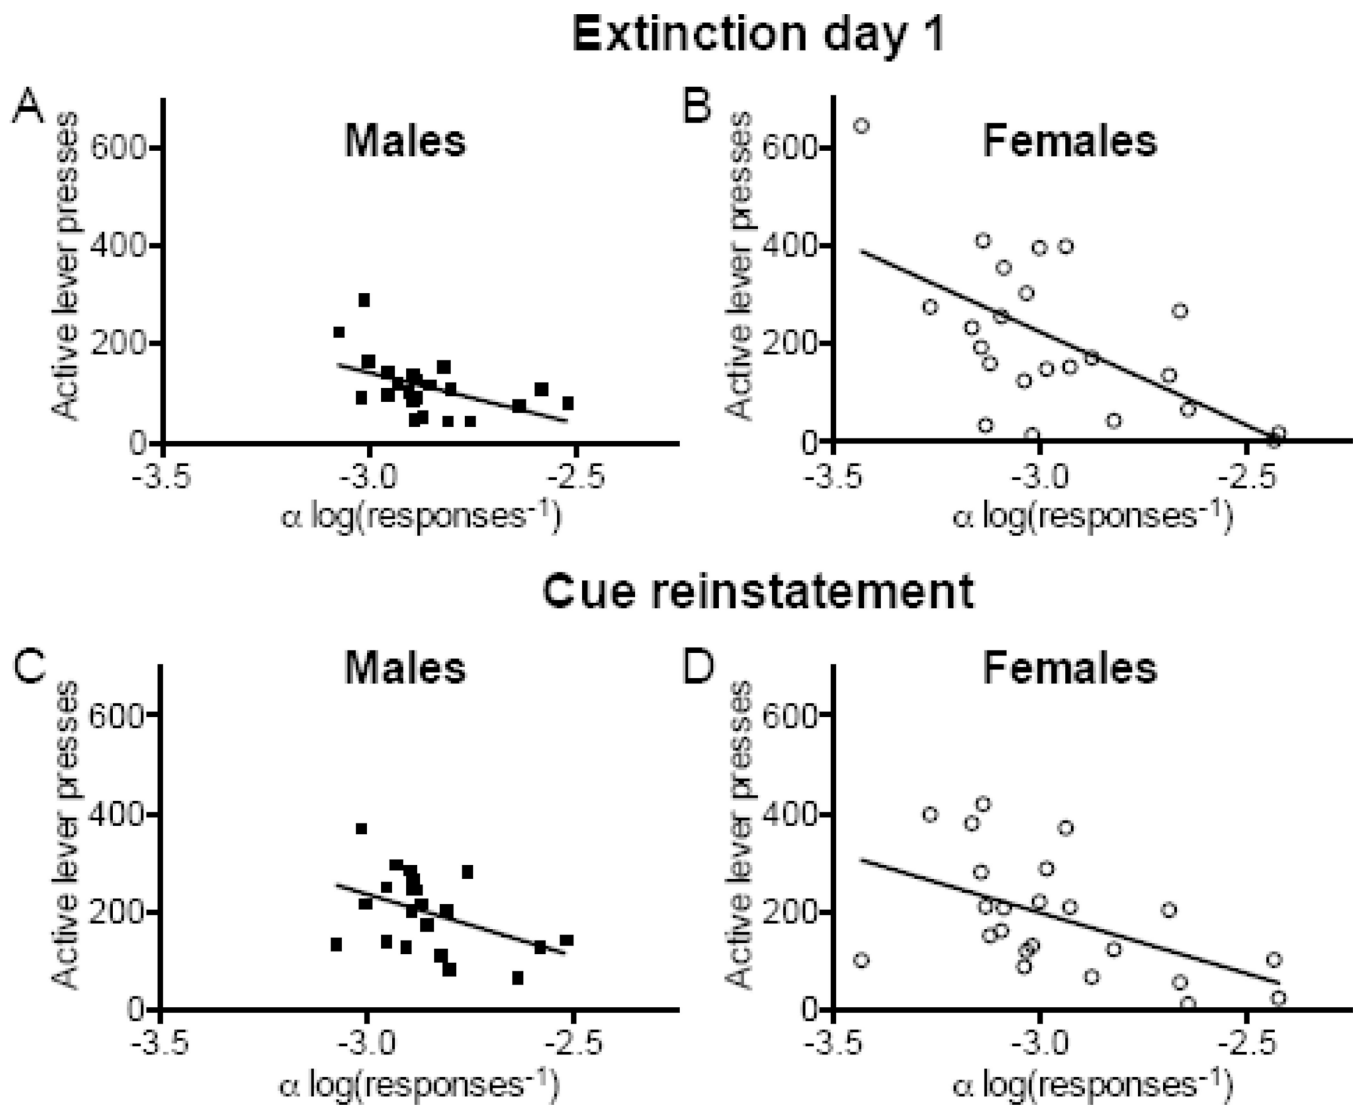 Extinction day 1
A
Males
Active lever presses
600
400
200
0
-3.5
-3.0
-2.5
α log(responses⁻¹)
B
Females
Active lever presses
600
400
200
0
-3.5
-3.0
-2.5
α log(responses⁻¹)
Cue reinstatement
C
Males
Active lever presses
600
400
200
0
-3.5
-3.0
-2.5
α log(responses⁻¹)
D
Females
Active lever presses
600
400
200
0
-3.5
-3.0
-2.5
α log(responses⁻¹)